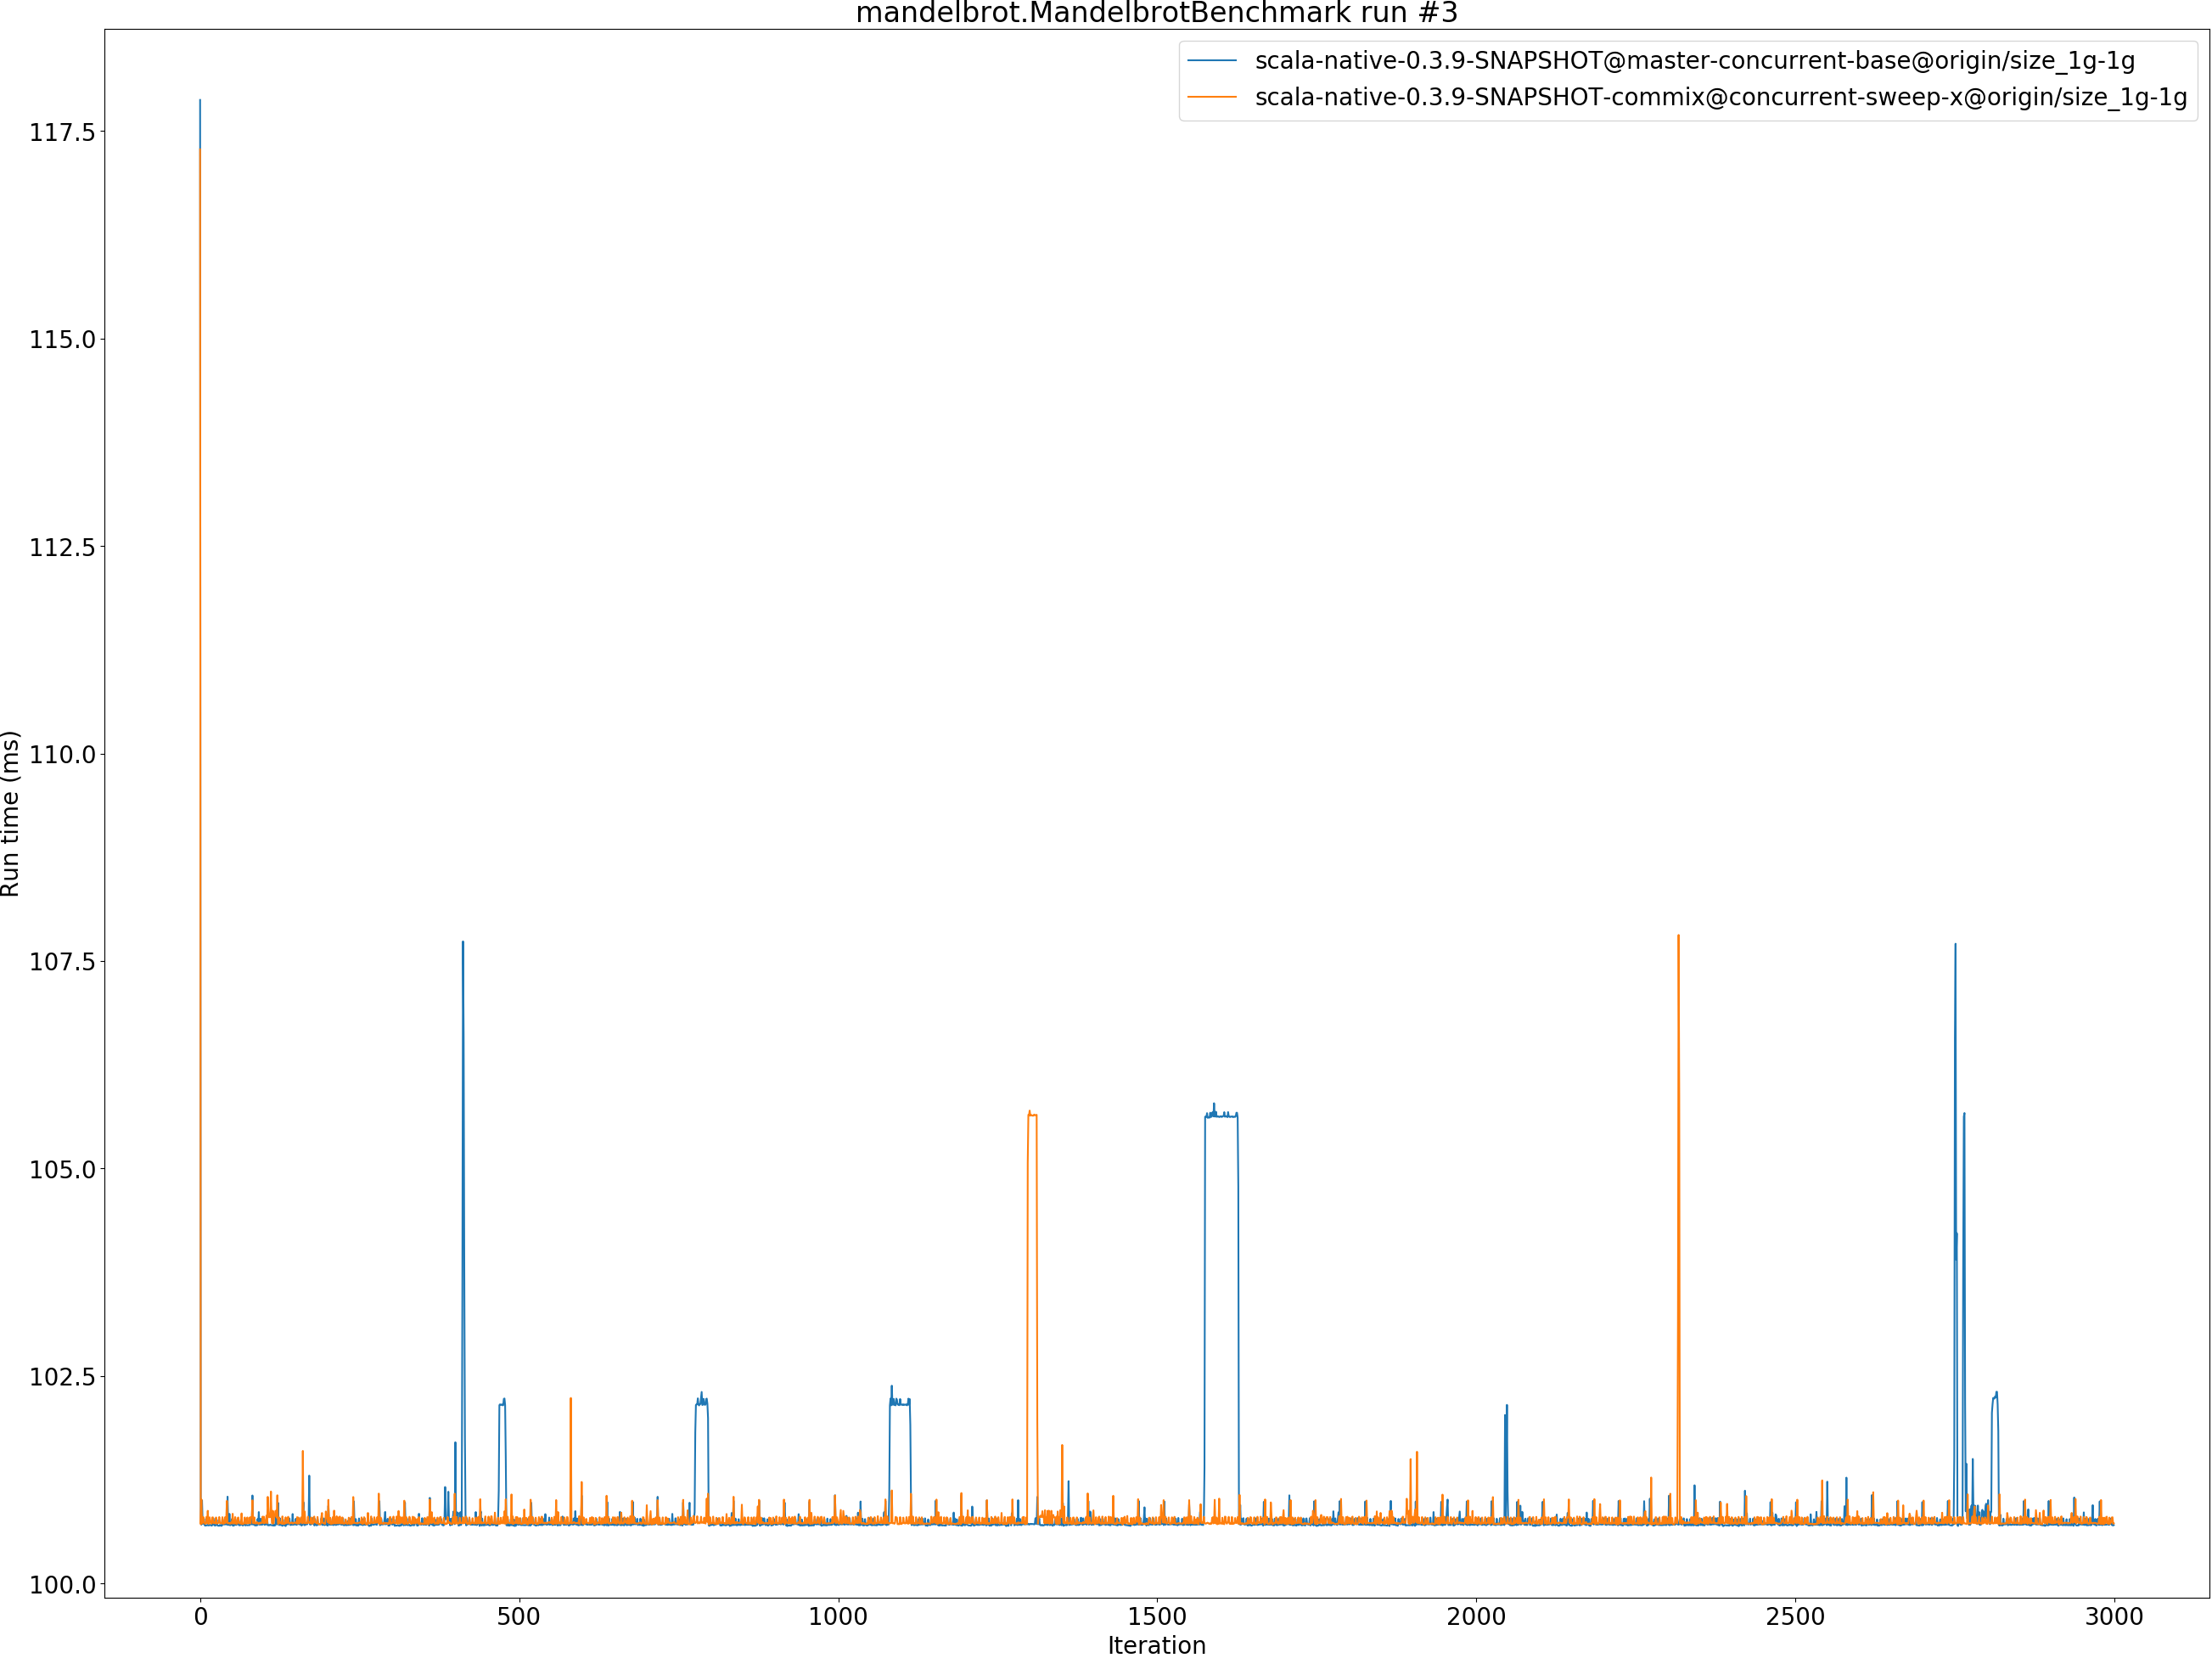 mandelbrot.MandelbrotBenchmark run #3
scala-native-0.3.9-SNAPSHOT@master-concurrent-base@origin/size_1g-1g
scala-native-0.3.9-SNAPSHOT-commix@concurrent-sweep-x@origin/size_1g-1g
117.5
115.0
112.5
110.0
107.5
105.0
102.5
100.0
Run time (ms)
0 500 1000 1500 2000 2500 3000
Iteration